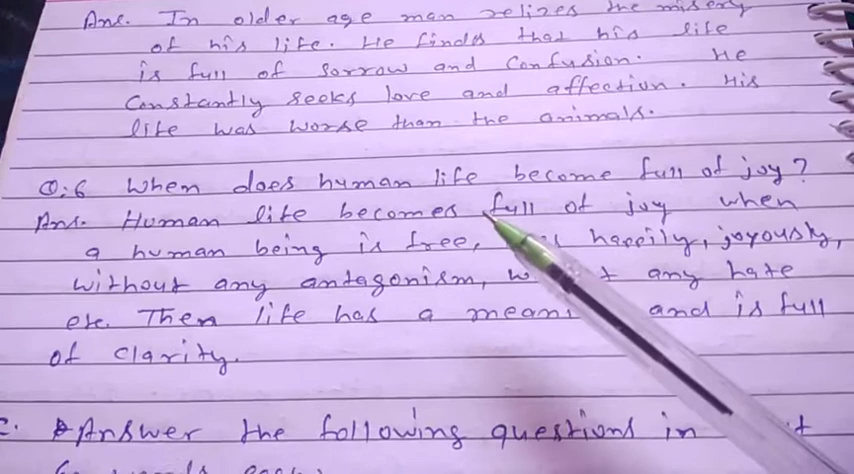 Ans. In older age man relizes the misery
of his life. He finds that his life
is full of sorrow and confusion. He
constantly seeks love and affection. His
life was worse than the animals.
Q.6 When does human life become full of joy?
Ans. Human life becomes full of joy when
a human being is free, happily, joyously,
without any antagonism, any hate
etc. Then life has a and is full
of clarity.
Answer the following questions in